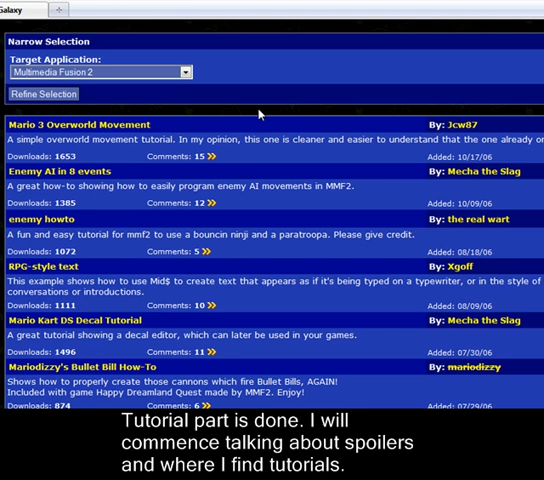 Galaxy
Narrow Selection
Target Application:
Multimedia Fusion 2
Refine Selection
Mario 3 Overworld Movement By: Jcw87
A simple overworld movement tutorial. In my opinion, this one is cleaner and easier to understand that the one already on
Downloads: 1653 Comments: 15 Added: 10/17/06
Enemy AI in 8 events By: Mecha the Slag
A great how-to showing how to easily program enemy AI movements in MMF2.
Downloads: 1385 Comments: 12 Added: 10/09/06
enemy howto By: the real wart
A fun and easy tutorial for mmf2 to use a bouncin ninji and a paratroopa. Please give credit.
Downloads: 1072 Comments: 5 Added: 08/18/06
RPG-style text By: Xgoff
This example shows how to use Mid$ to create text that appears as if it's being typed on a typewriter, or in the style of
conversations or introductions.
Downloads: 1111 Comments: 10 Added: 08/09/06
Mario Kart DS Decal Tutorial By: Mecha the Slag
A great tutorial showing a decal editor, which can later be used in your games.
Downloads: 1496 Comments: 11 Added: 07/30/06
Mariodizzy's Bullet Bill How-To By: mariodizzy
Shows how to properly create those cannons which fire Bullet Bills, AGAIN!
Included with game Happy Dreamland Quest made by MMF2. Enjoy!
Downloads: 874 Comments: 6 Added: 07/29/06
Tutorial part is done. I will
commence talking about spoilers
and where I find tutorials.